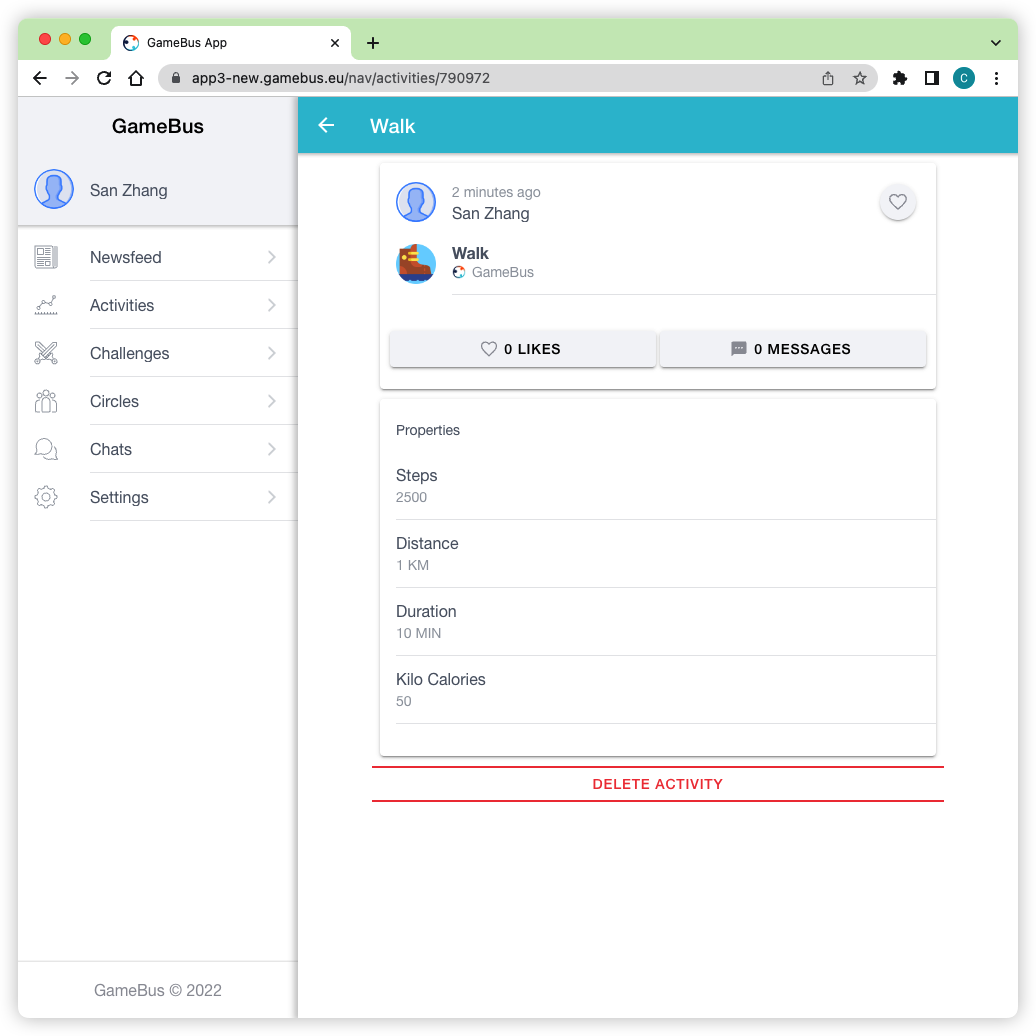 GameBus App
app3-new.gamebus.eu/nav/activities/790972
C
GameBus
San Zhang
Newsfeed
Activities
Challenges
Circles
Chats
Settings
GameBus © 2022
Walk
2 minutes ago
San Zhang
Walk
GameBus
0 LIKES
0 MESSAGES
Properties
Steps
2500
Distance
1 KM
Duration
10 MIN
Kilo Calories
50
DELETE ACTIVITY